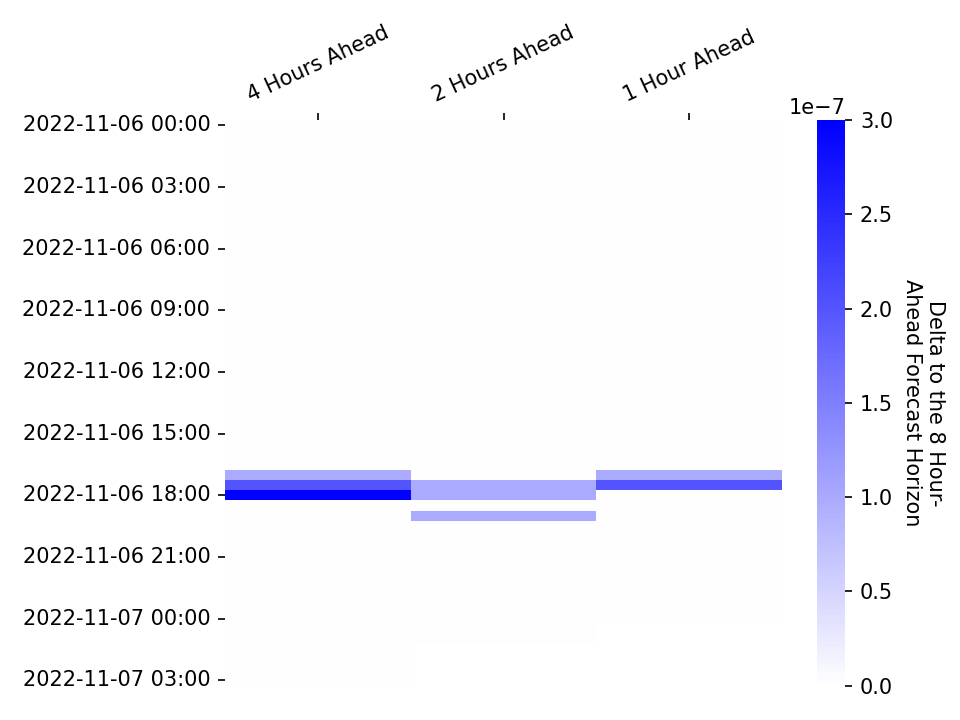 4 Hours Ahead
2 Hours Ahead
1 Hour Ahead
2022-11-06 00:00
2022-11-06 03:00
2022-11-06 06:00
2022-11-06 09:00
2022-11-06 12:00
2022-11-06 15:00
2022-11-06 18:00
2022-11-06 21:00
2022-11-07 00:00
2022-11-07 03:00
1e−7
3.0
2.5
2.0
1.5
1.0
0.5
0.0
Delta to the 8 Hour-
Ahead Forecast Horizon